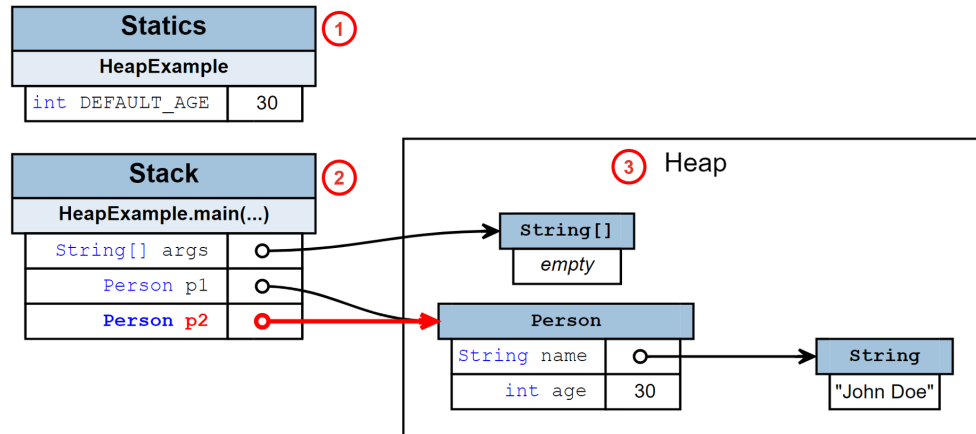 Statics
1
HeapExample
int DEFAULT_AGE 30
Stack
2
3 Heap
HeapExample.main(...)
String[] args
String[]
empty
Person p1
Person p2
Person
String name
String
int age 30
"John Doe"